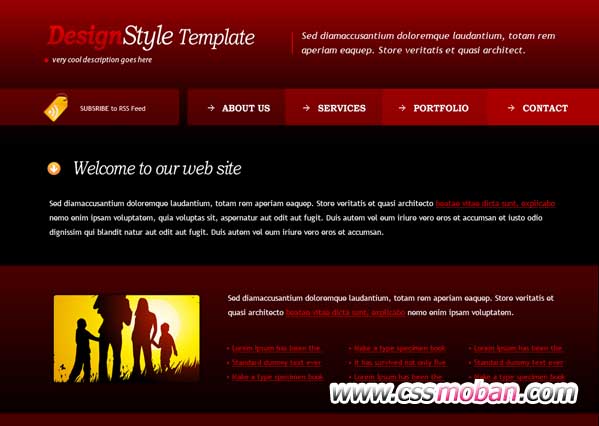 DesignStyle Template
very cool description goes here
Sed diamaccusantium doloremque laudantium, totam rem
aperiam eaquep. Store veritatis et quasi architect.
SUBSRIBE to RSS Feed
ABOUT US
SERVICES
PORTFOLIO
CONTACT
Welcome to our web site
Sed diamaccusantium doloremque laudantium, totam rem aperiam eaquep. Store veritatis et quasi architecto beatae vitae dicta sunt, explicabo
nemo enim ipsam voluptatem, quia voluptas sit, aspernatur aut odit aut fugit. Duis autem vel eum iriure vero eros et accumsan et iusto odio
dignissim qui blandit natur aut odit aut fugit. Duis autem vel eum iriure vero eros et accumsan.
Sed diamaccusantium doloremque laudantium, totam rem aperiam eaquep. Store veritatis et
quasi architecto beatae vitae dicta sunt, explicabo nemo enim ipsam voluptatem.
Lorem Ipsum has been the
Standard dummy text ever
Make a type specimen book
Make a type specimen book
It has survived not only five
Lorem Ipsum has been the
Lorem Ipsum has been the
Standard dummy text ever
Make a type specimen book
www.cssmoban.com